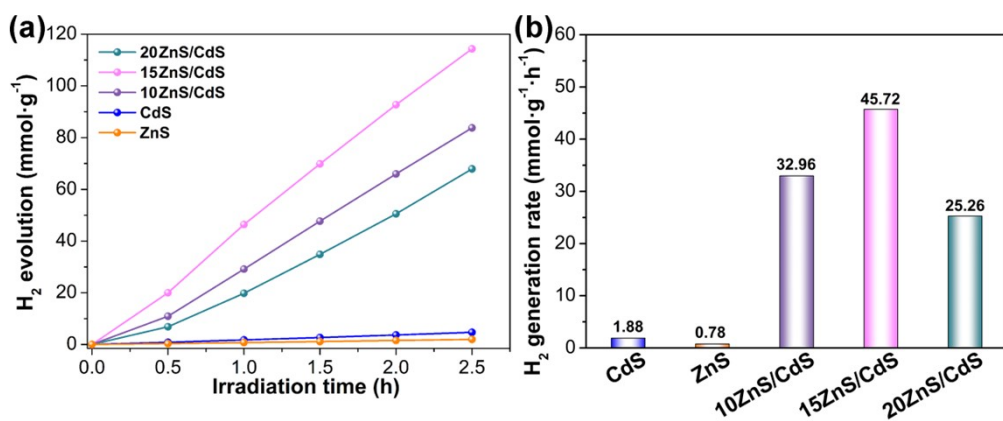 (a)
H₂ evolution (mmol·g⁻¹)
120
100
80
60
40
20
0
20ZnS/CdS
15ZnS/CdS
10ZnS/CdS
CdS
ZnS
0.0 0.5 1.0 1.5 2.0 2.5
Irradiation time (h)
(b)
H₂ generation rate (mmol·g⁻¹·h⁻¹)
60
50
40
30
20
10
0
1.88
0.78
32.96
45.72
25.26
CdS
ZnS
10ZnS/CdS
15ZnS/CdS
20ZnS/CdS